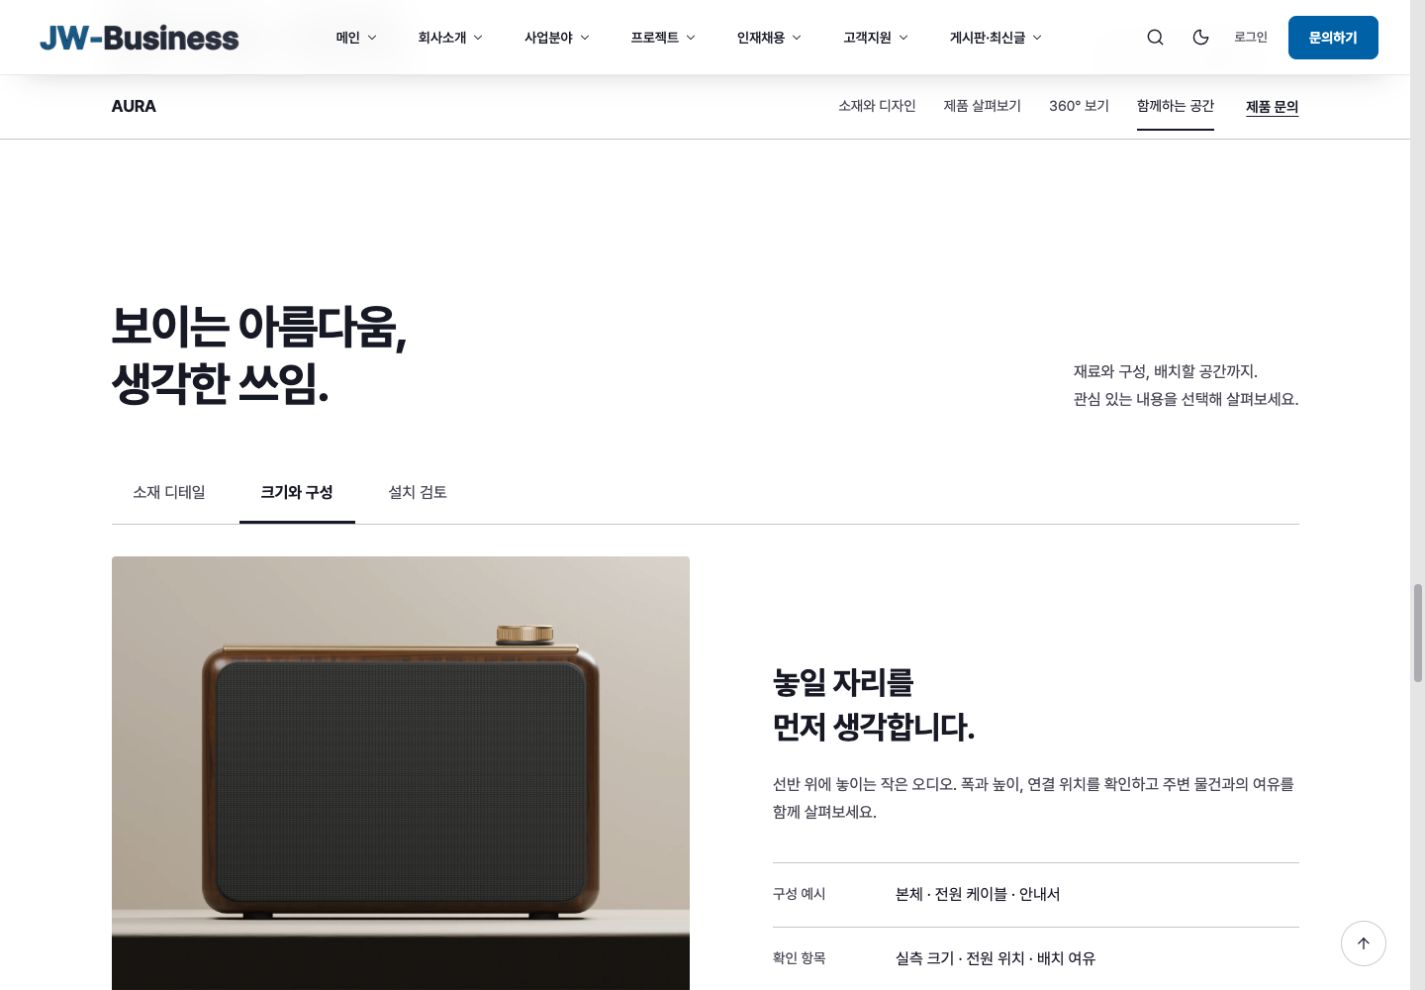 JW-Business
메인
회사소개
사업분야
프로젝트
인재채용
고객지원
게시판·최신글
로그인
문의하기
AURA
소재와 디자인
제품 살펴보기
360° 보기
함께하는 공간
제품 문의
보이는 아름다움,
생각한 쓰임.
재료와 구성, 배치할 공간까지.
관심 있는 내용을 선택해 살펴보세요.
소재 디테일
크기와 구성
설치 검토
놓일 자리를
먼저 생각합니다.
선반 위에 놓이는 작은 오디오. 폭과 높이, 연결 위치를 확인하고 주변 물건과의 여유를
함께 살펴보세요.
구성 예시
본체 · 전원 케이블 · 안내서
확인 항목
실측 크기 · 전원 위치 · 배치 여유